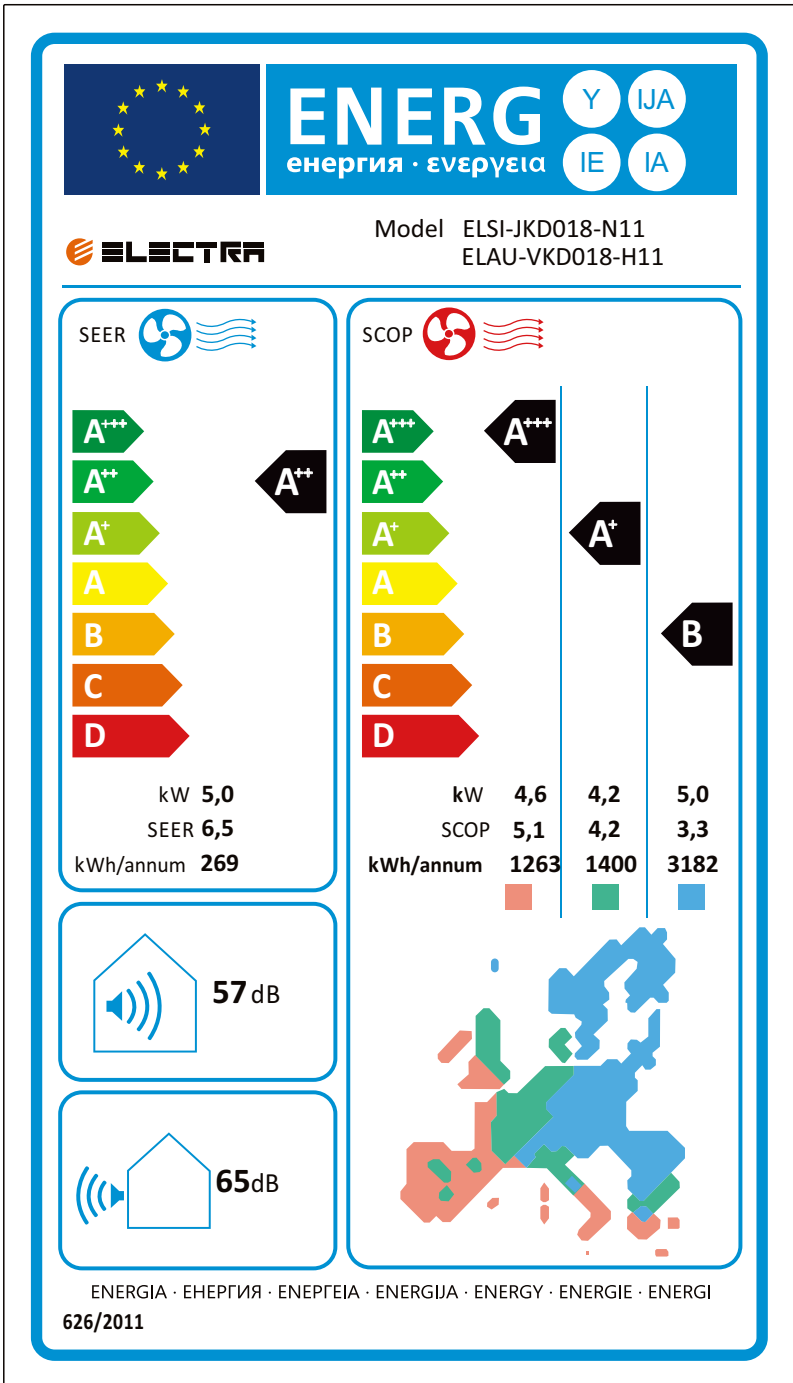 ENERG
енергия · ενεργεια
Y
IJA
IE
IA
ELECTRA
Model ELSI-JKD018-N11
ELAU-VKD018-H11
SEER
A+++
A++
A+
A
B
C
D
A++
kW 5,0
SEER 6,5
kWh/annum 269
SCOP
A+++
A++
A+
A
B
C
D
A+++
A+
B
kW 4,6 4,2 5,0
SCOP 5,1 4,2 3,3
kWh/annum 1263 1400 3182
57 dB
65dB
ENERGIA · ЕНЕРГИЯ · ΕΝΕΡΓΕΙΑ · ENERGIJA · ENERGY · ENERGIE · ENERGI
626/2011